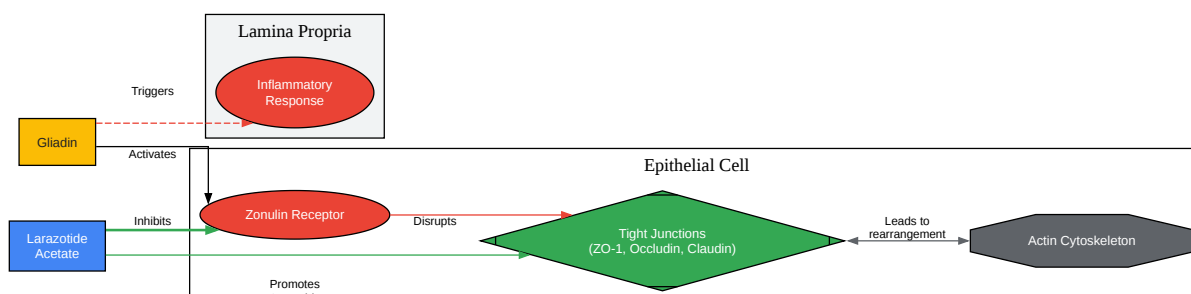 Lamina Propria
Inflammatory
Response
Triggers
Gliadin
Activates
Epithelial Cell
Zonulin Receptor
Inhibits
Disrupts
Larazotide
Acetate
Tight Junctions
(ZO-1, Occludin, Claudin)
Leads to
rearrangement
Actin Cytoskeleton
Promotes